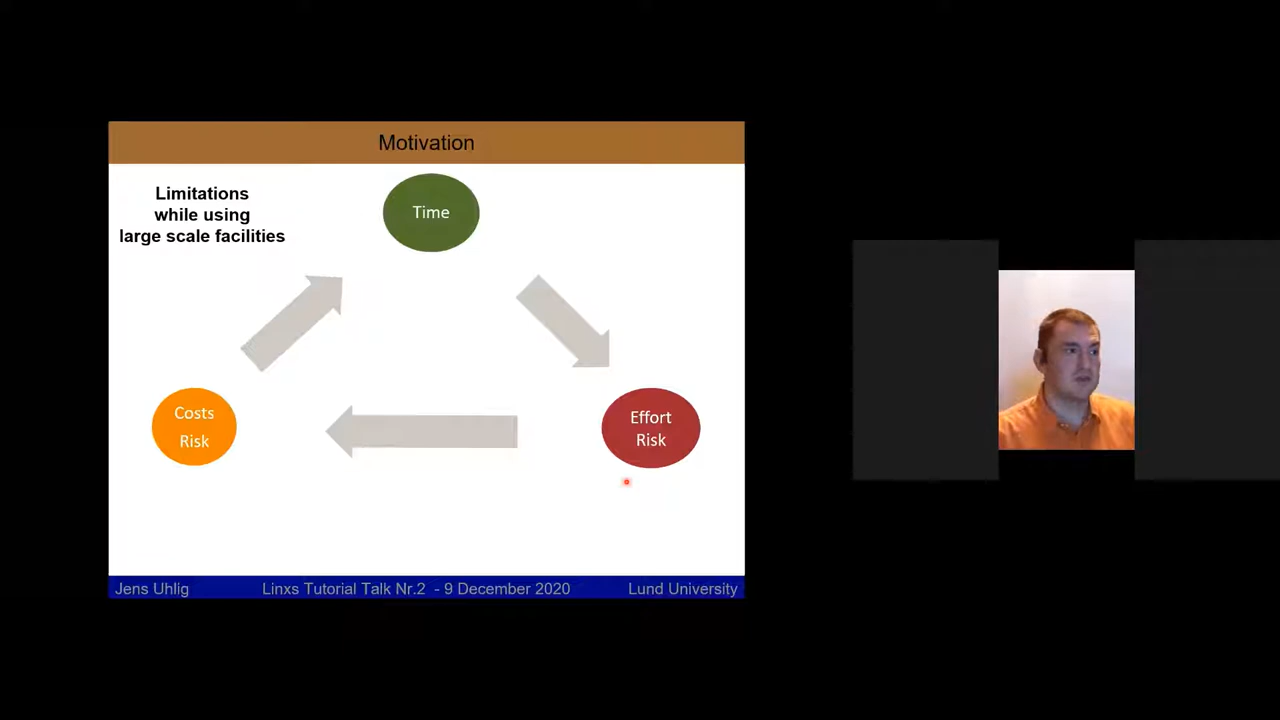 Motivation
Limitations
while using
large scale facilities
Time
Costs
Risk
Effort
Risk
Jens Uhlig
Linxs Tutorial Talk Nr.2 - 9 December 2020
Lund University